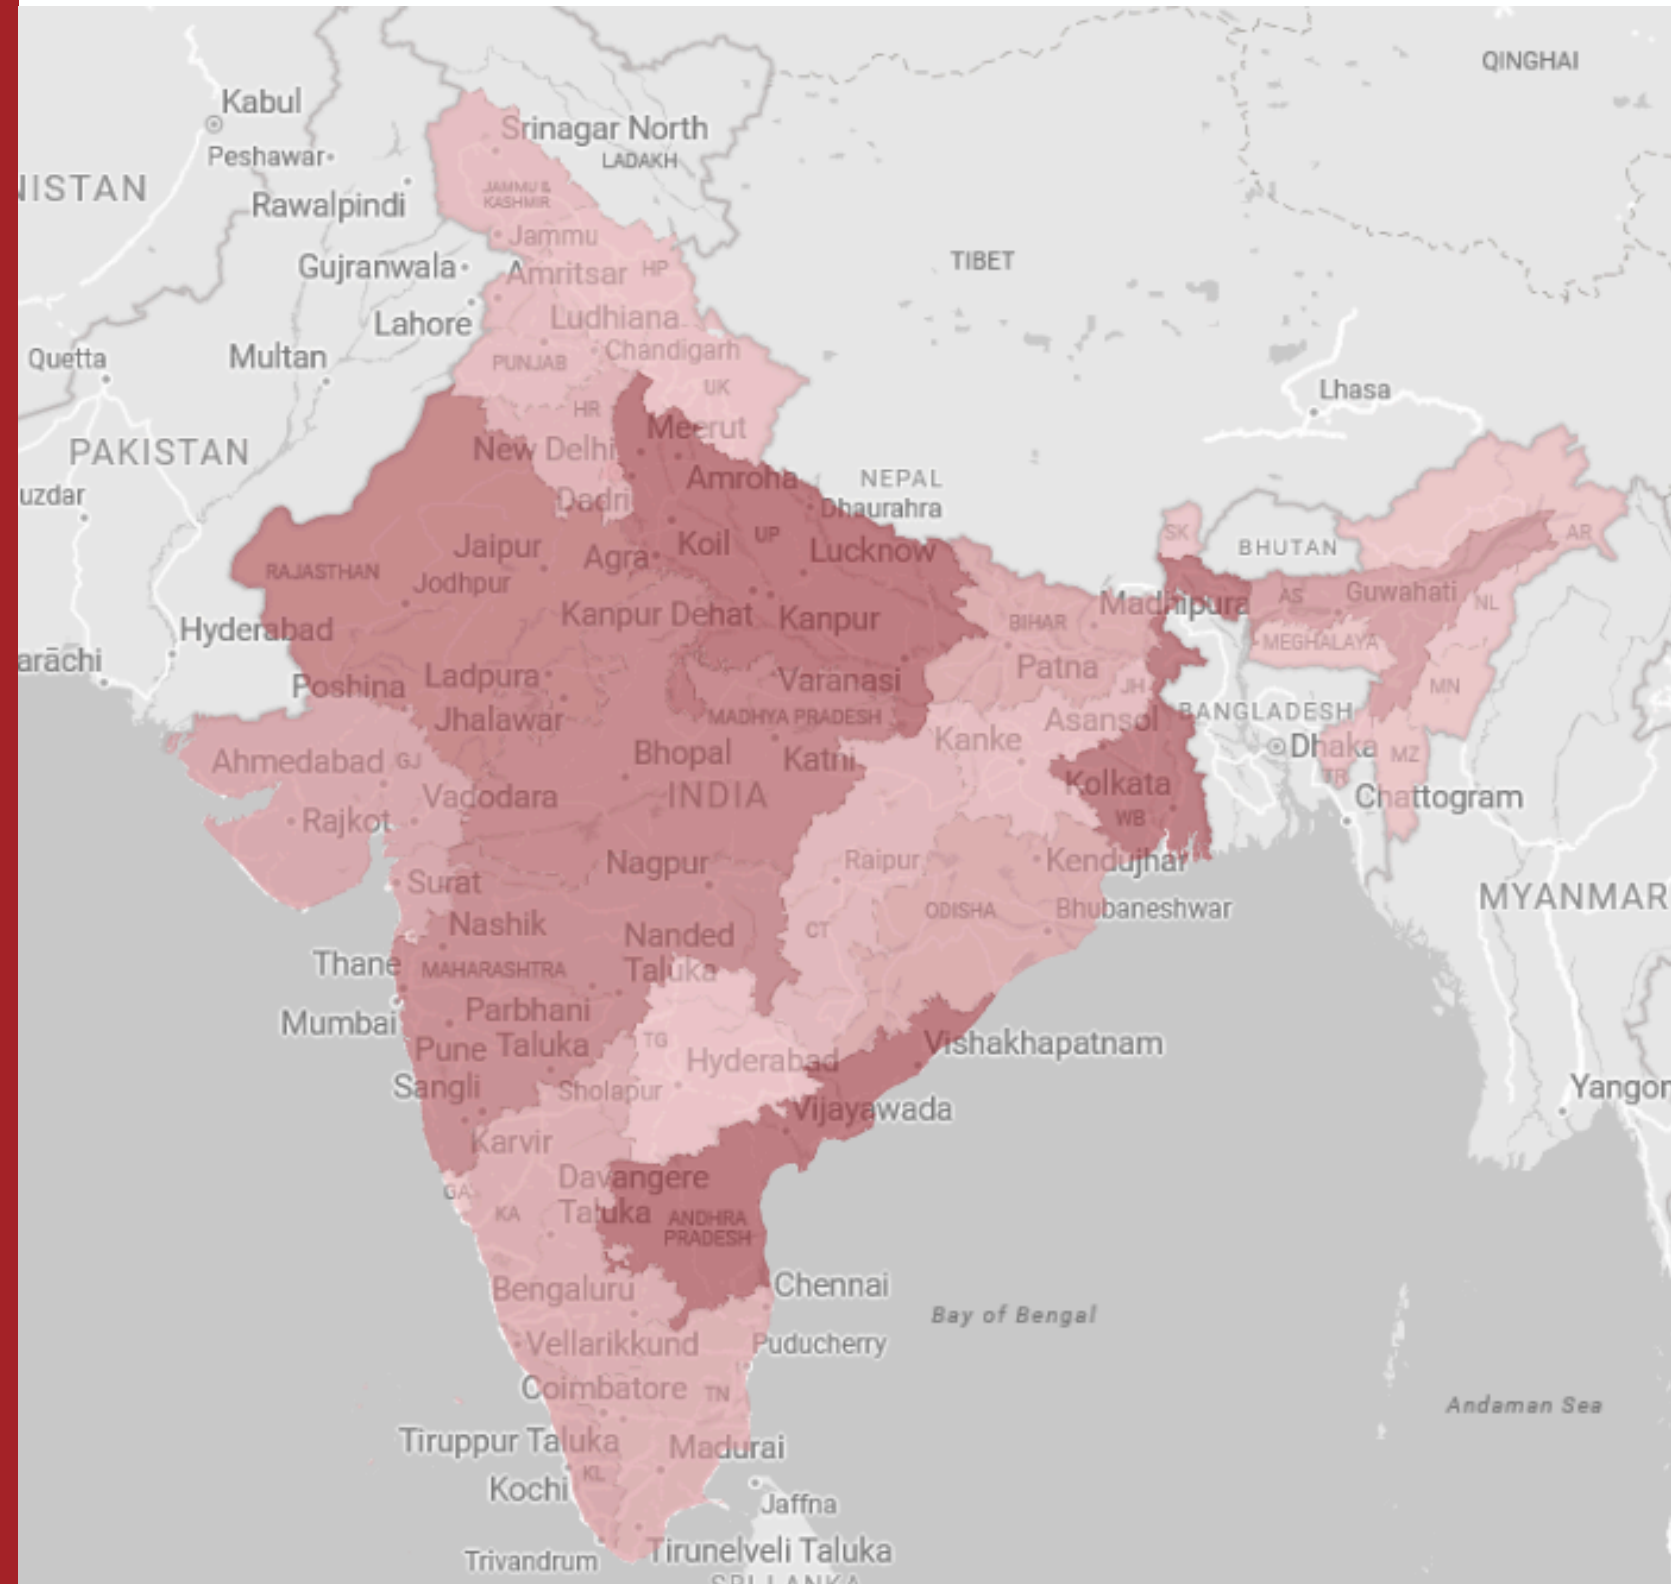 QINGHAI
Kabul
Srinagar North
Peshawar
LADAKH
NISTAN
JAMMU &
KASHMIR
Rawalpindi
Jammu
Gujranwala
Amritsar
HP
TIBET
Lahore
Ludhiana
Quetta
Multan
PUNJAB
Chandigarh
UK
Lhasa
HR
Meerut
PAKISTAN
New Delhi
Amroha
NEPAL
uzdar
Dadri
Dhaurahra
SK
AR
Jaipur
Agra
Koil
UP
Lucknow
BHUTAN
RAJASTHAN
Jodhpur
AS
Guwahati
NL
Kanpur Dehat
Kanpur
BIHAR
Madhipura
Hyderabad
MEGHALAYA
arāchi
Poshina
Ladpura
Varanasi
Patna
JH
MN
Jhalawar
MADHYA PRADESH
Asansol
BANGLADESH
Kanke
Ahmedabad
GJ
Bhopal
Katni
Dhaka
MZ
TR
Vadodara
INDIA
Kolkata
Chattogram
Rajkot
WB
Nagpur
Raipur
Kendujhar
Surat
MYANMAR
Nashik
ODISHA
Bhubaneshwar
Nanded
Taluka
CT
Thane
MAHARASHTRA
Parbhani
Taluka
Mumbai
Pune
TG
Hyderabad
Vishakhapatnam
Sangli
Sholapur
Yangon
Vijayawada
Karvir
Davangere
Taluka
GA
KA
ANDHRA
PRADESH
Bengaluru
Chennai
Bay of Bengal
Vellarikkund
Puducherry
Coimbatore
TN
Andaman Sea
Tiruppur Taluka
Madurai
KL
Kochi
Jaffna
Trivandrum
Tirunelveli Taluka
SRI LANKA